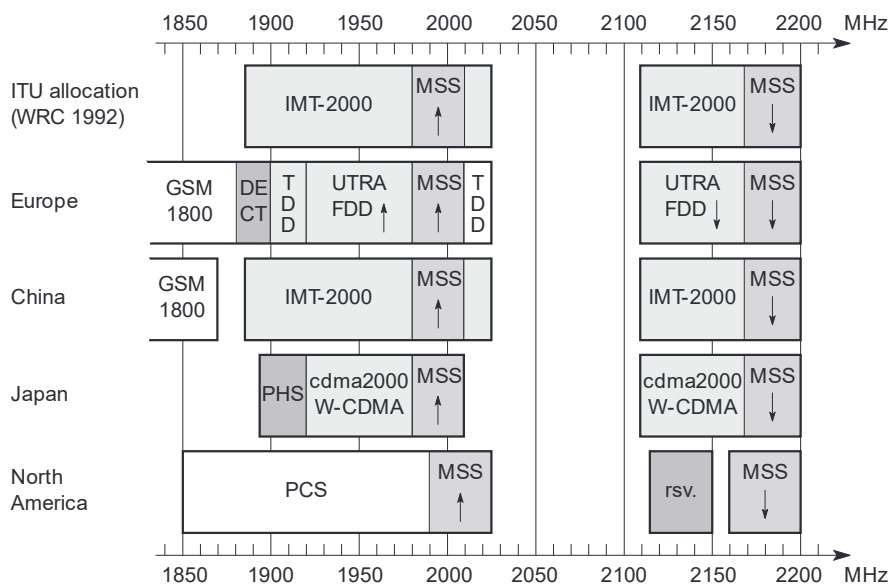 1850 1900 1950 2000 2050 2100 2150 2200 MHz
ITU allocation
(WRC 1992)
IMT-2000
MSS
IMT-2000
MSS
Europe
GSM
1800
DE
CT
T
D
D
UTRA
FDD
MSS
T
D
D
UTRA
FDD
MSS
China
GSM
1800
IMT-2000
MSS
IMT-2000
MSS
Japan
PHS
cdma2000
W-CDMA
MSS
cdma2000
W-CDMA
MSS
North
America
PCS
MSS
rsv.
MSS
1850 1900 1950 2000 2050 2100 2150 2200 MHz